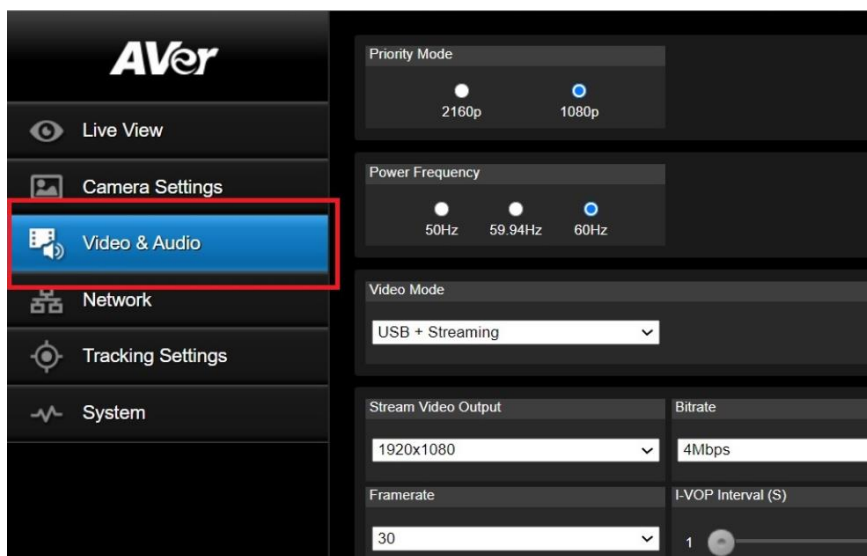 AVer
Live View
Camera Settings
Video & Audio
Network
Tracking Settings
System
Priority Mode
2160p 1080p
Power Frequency
50Hz 59.94Hz 60Hz
Video Mode
USB + Streaming
Stream Video Output Bitrate
1920x1080 4Mbps
Framerate I-VOP Interval (S)
30 1